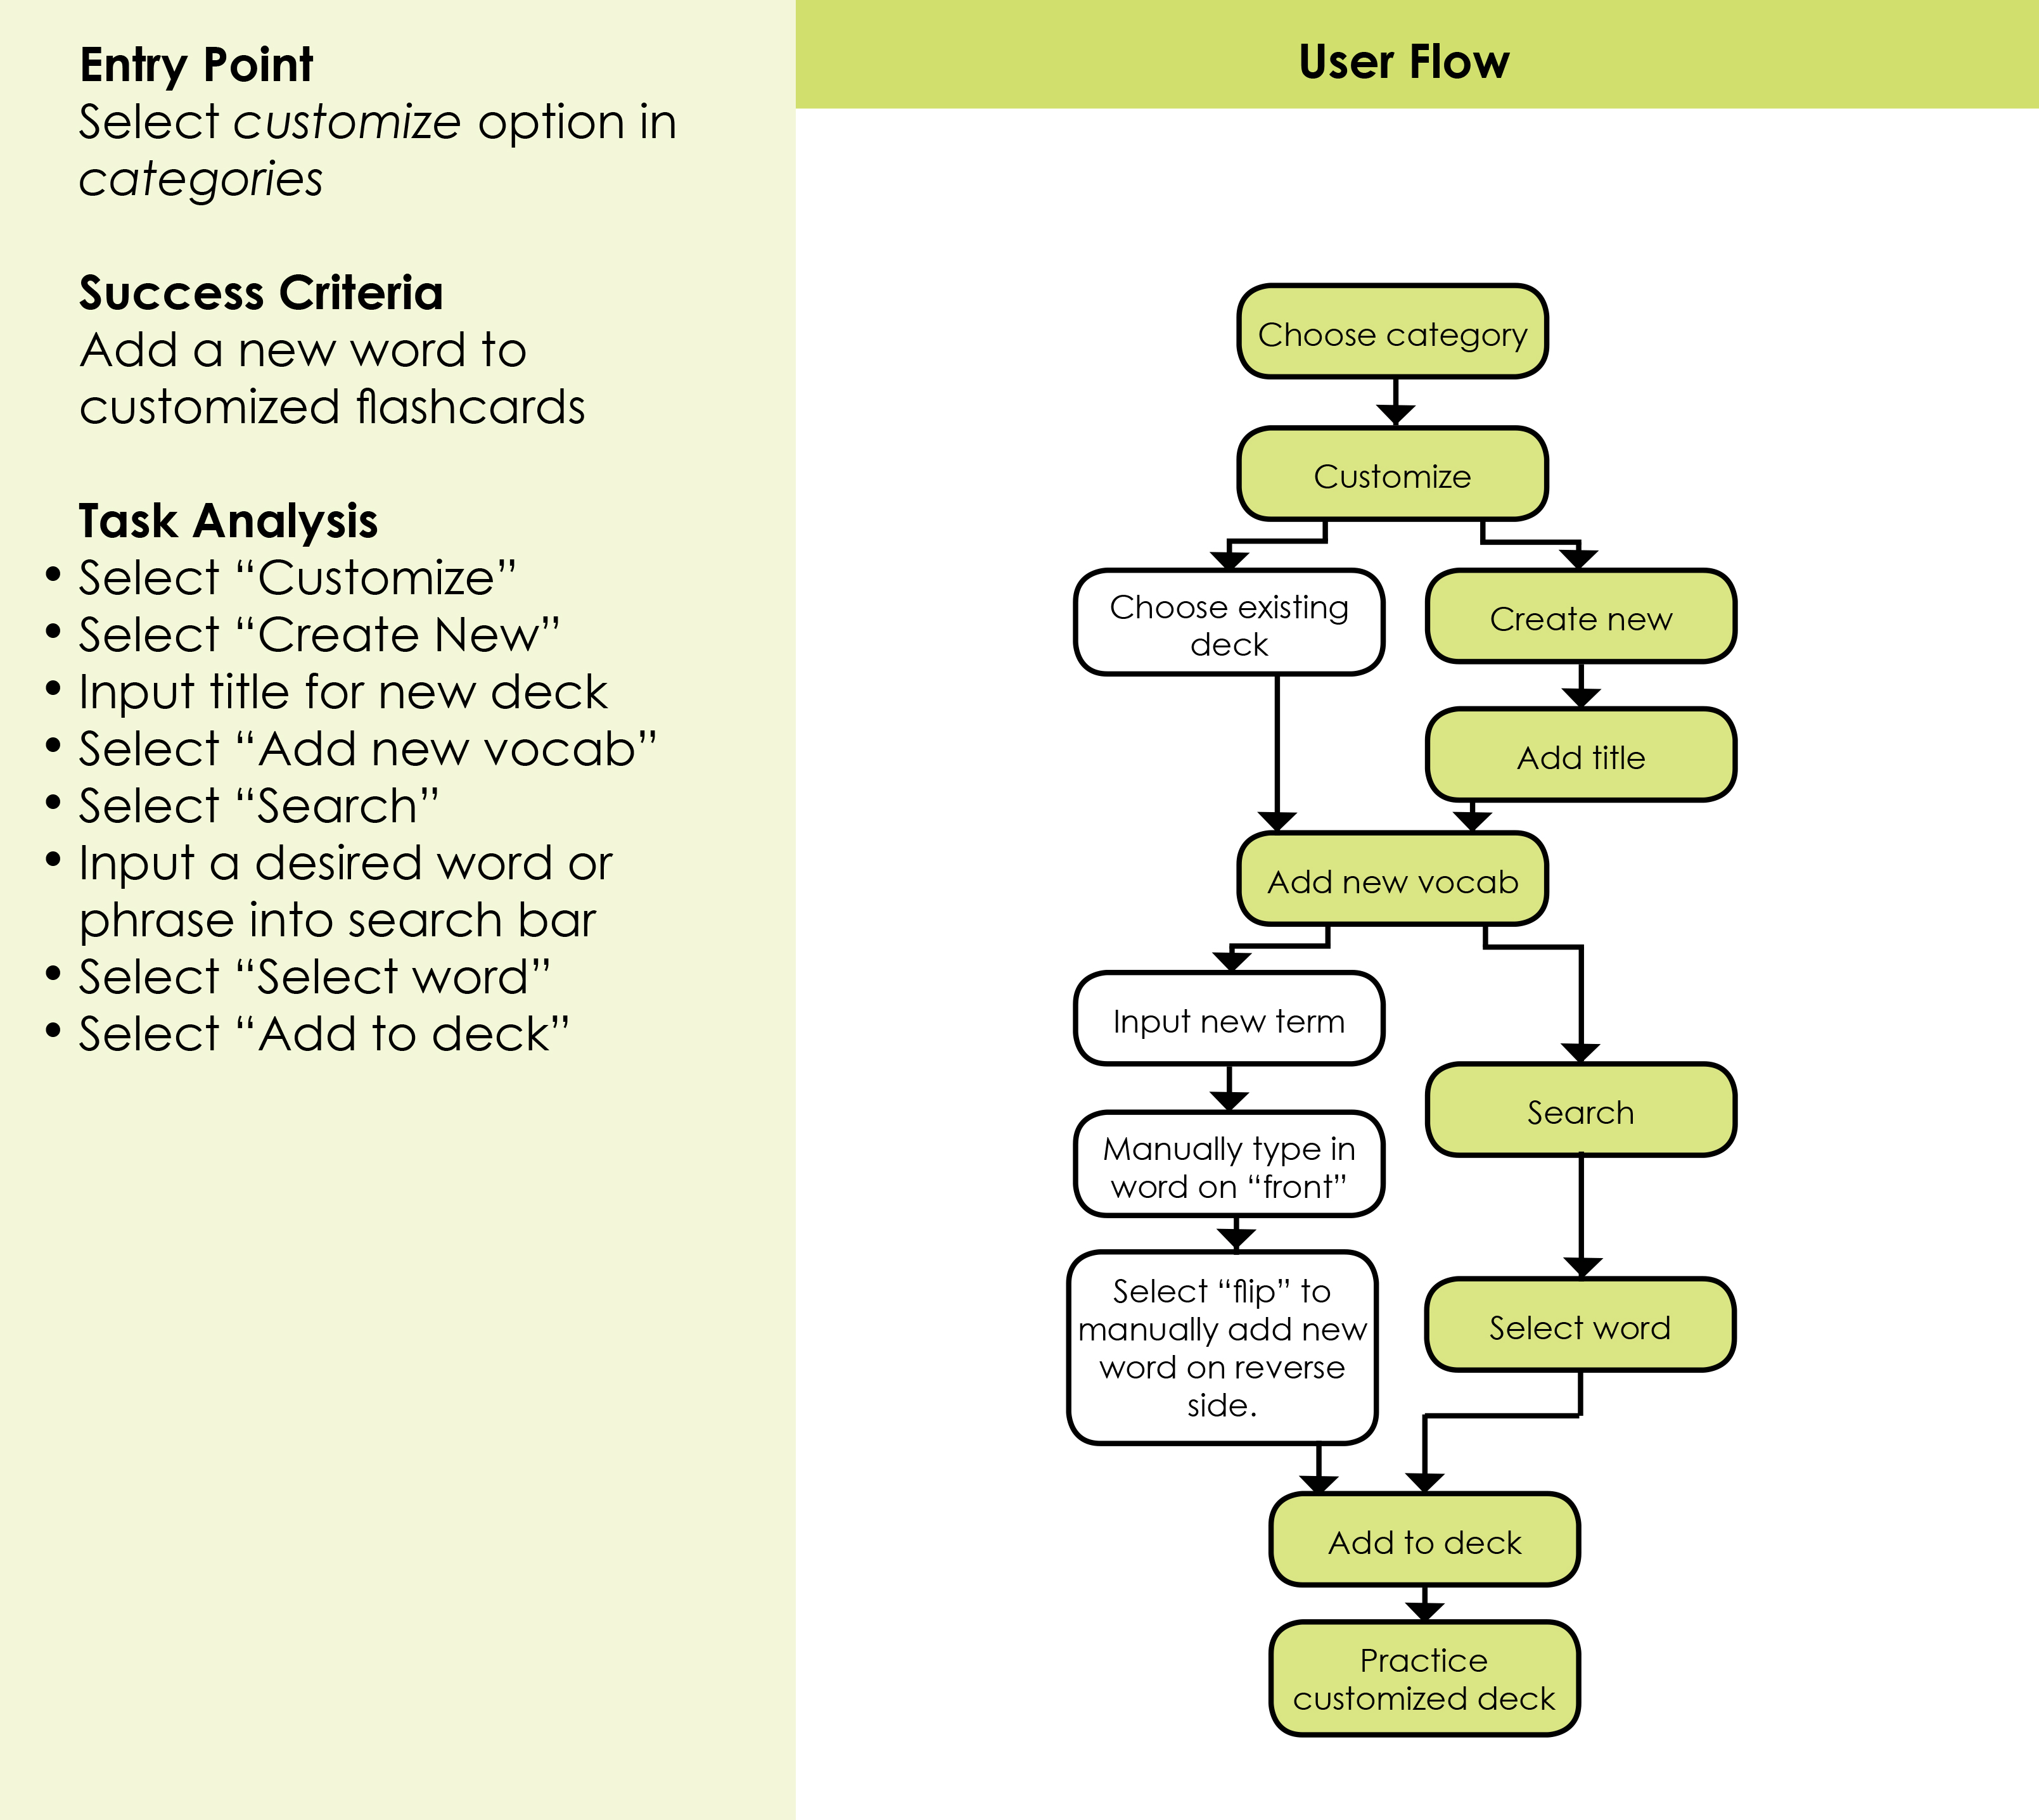 Entry Point
Select customize option in
categories
Success Criteria
Add a new word to
customized flashcards
Task Analysis
• Select “Customize”
• Select “Create New”
• Input title for new deck
• Select “Add new vocab”
• Select “Search”
• Input a desired word or
phrase into search bar
• Select “Select word”
• Select “Add to deck”
User Flow
Choose category
Customize
Choose existing
deck
Create new
Add title
Add new vocab
Input new term
Manually type in
word on “front”
Select “flip” to
manually add new
word on reverse
side.
Search
Select word
Add to deck
Practice
customized deck